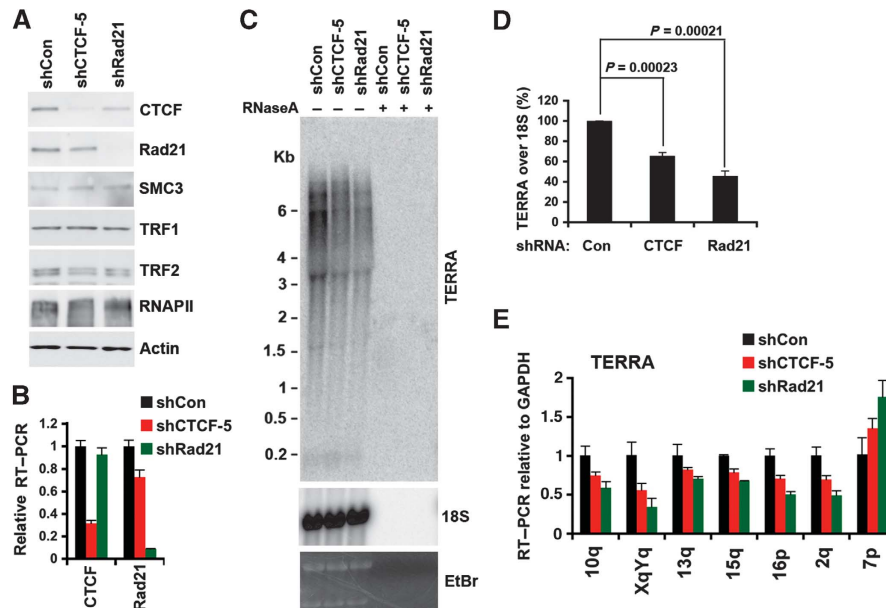 A
shCon
shCTCF-5
shRad21
CTCF
Rad21
SMC3
TRF1
TRF2
RNAPII
Actin
B
shCon
shCTCF-5
shRad21
Relative RT–PCR
1.2
1
0.8
0.6
0.4
0.2
0
CTCF
Rad21
C
shCon
shCTCF-5
shRad21
shCon
shCTCF-5
shRad21
RNaseA – – – + + +
Kb
6
4
3
2
1.5
1
0.5
0.2
TERRA
18S
EtBr
D
P = 0.00021
P = 0.00023
TERRA over 18S (%)
120
100
80
60
40
20
0
shRNA: Con CTCF Rad21
E
TERRA
shCon
shCTCF-5
shRad21
RT–PCR relative to GAPDH
2
1.5
1
0.5
0
10q
XqYq
13q
15q
16p
2q
7p